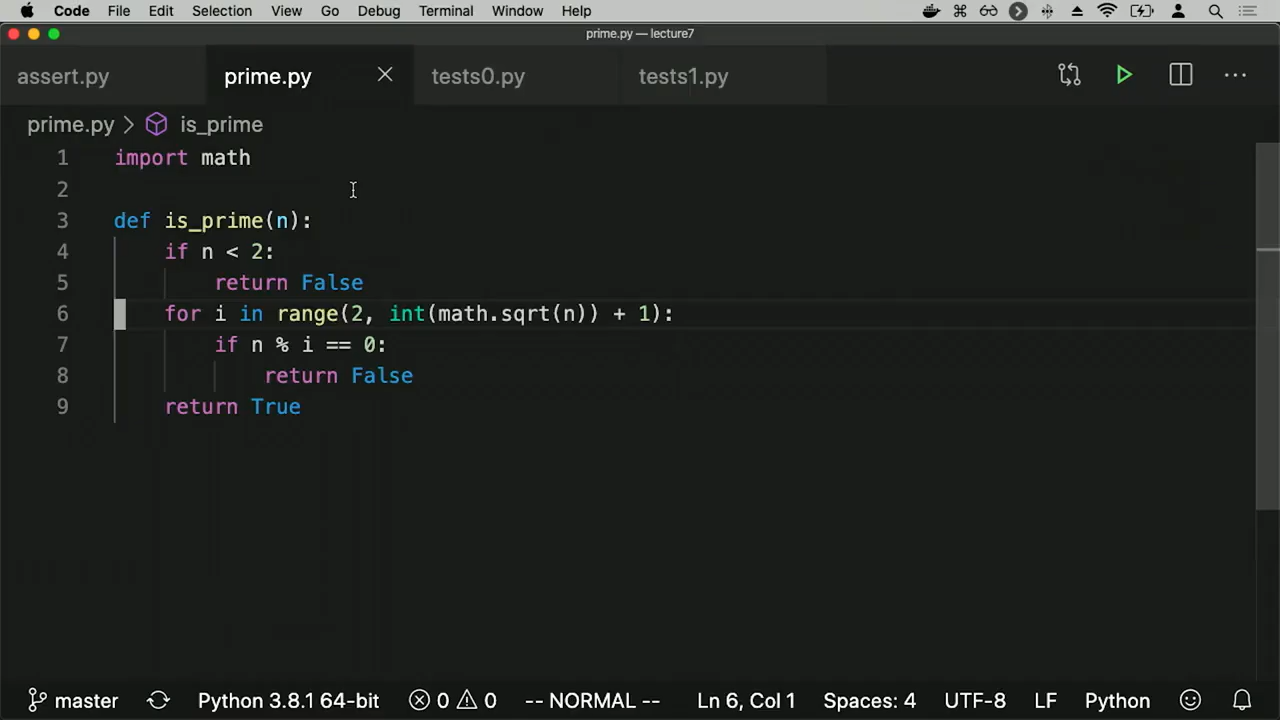 Code File Edit Selection View Go Debug Terminal Window Help
prime.py — lecture7
assert.py prime.py tests0.py tests1.py
prime.py > is_prime
1 import math
2
3 def is_prime(n):
4     if n < 2:
5         return False
6     for i in range(2, int(math.sqrt(n)) + 1):
7         if n % i == 0:
8             return False
9     return True
master Python 3.8.1 64-bit 0 0 -- NORMAL -- Ln 6, Col 1 Spaces: 4 UTF-8 LF Python